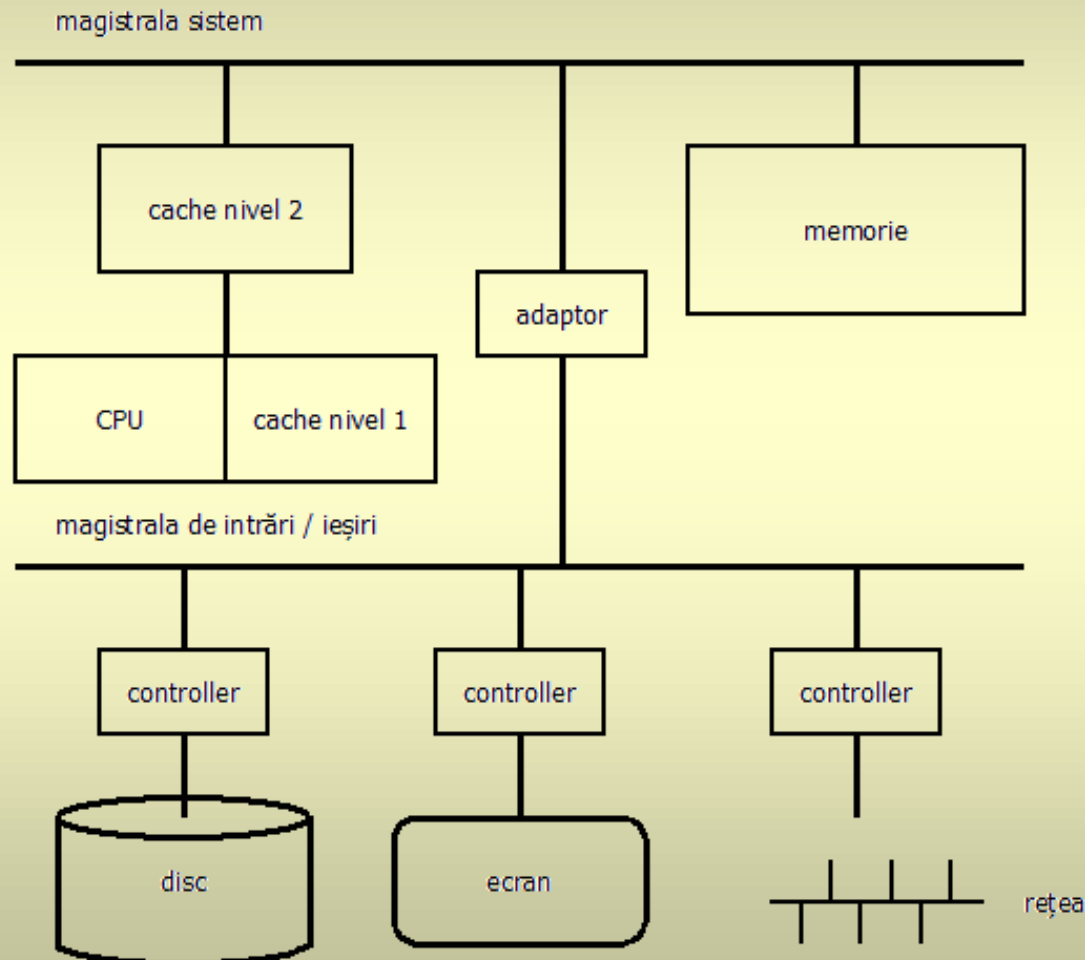 magistrala sistem
cache nivel 2
memorie
adaptor
CPU
cache nivel 1
magistrala de intrări / ieșiri
controller
controller
controller
disc
ecran
rețea